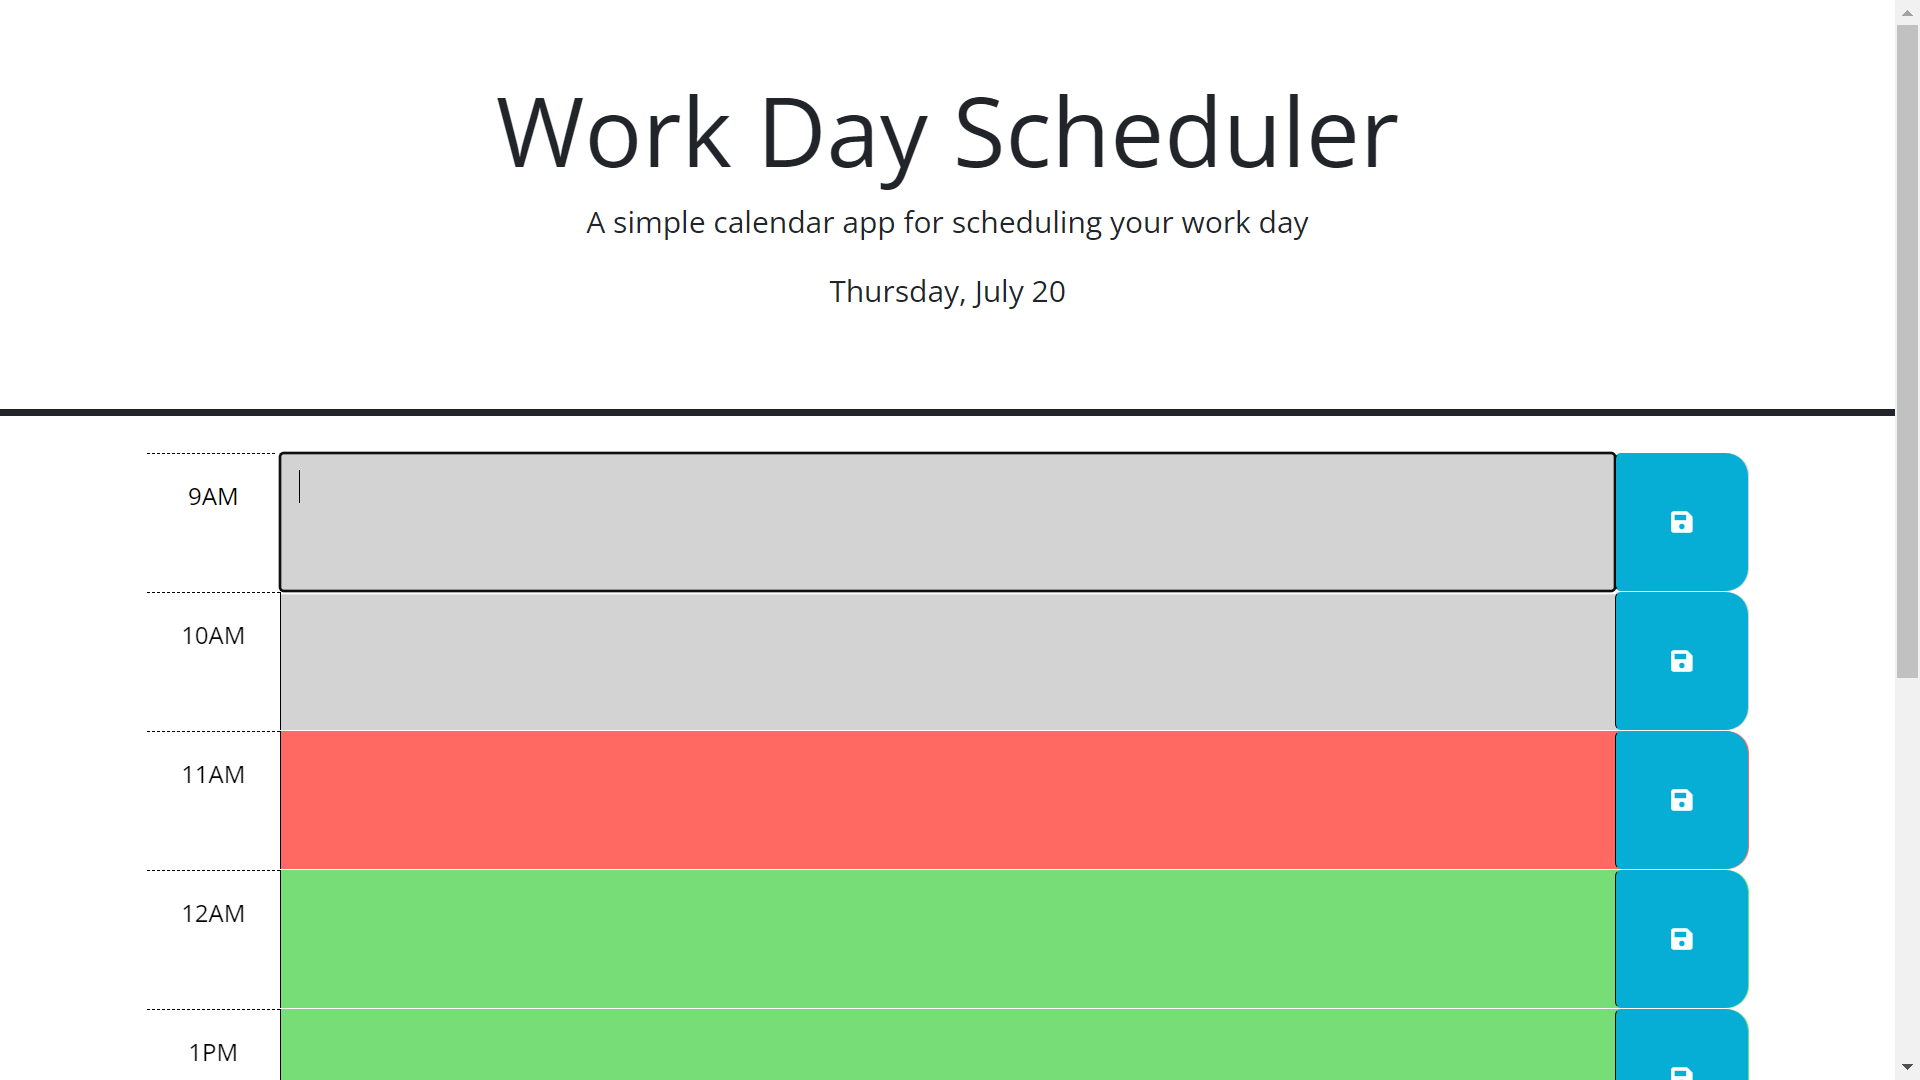 Work Day Scheduler
A simple calendar app for scheduling your work day
Thursday, July 20
9AM
10AM
11AM
12AM
1PM